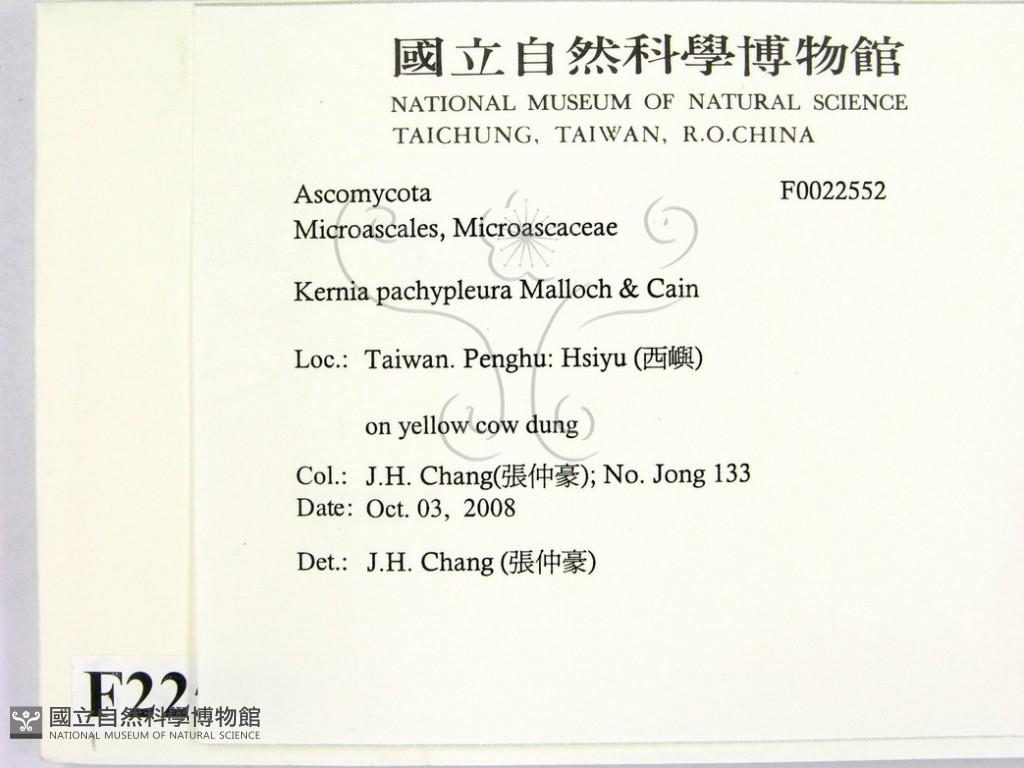 國立自然科學博物館
NATIONAL MUSEUM OF NATURAL SCIENCE
TAICHUNG, TAIWAN, R.O.CHINA
Ascomycota F0022552
Microascales, Microascaceae
Kernia pachypleura Malloch & Cain
Loc.: Taiwan. Penghu: Hsiyu (西嶼)
on yellow cow dung
Col.: J.H. Chang(張仲豪); No. Jong 133
Date: Oct. 03, 2008
Det.: J.H. Chang (張仲豪)
F22
國立自然科學博物館
NATIONAL MUSEUM OF NATURAL SCIENCE